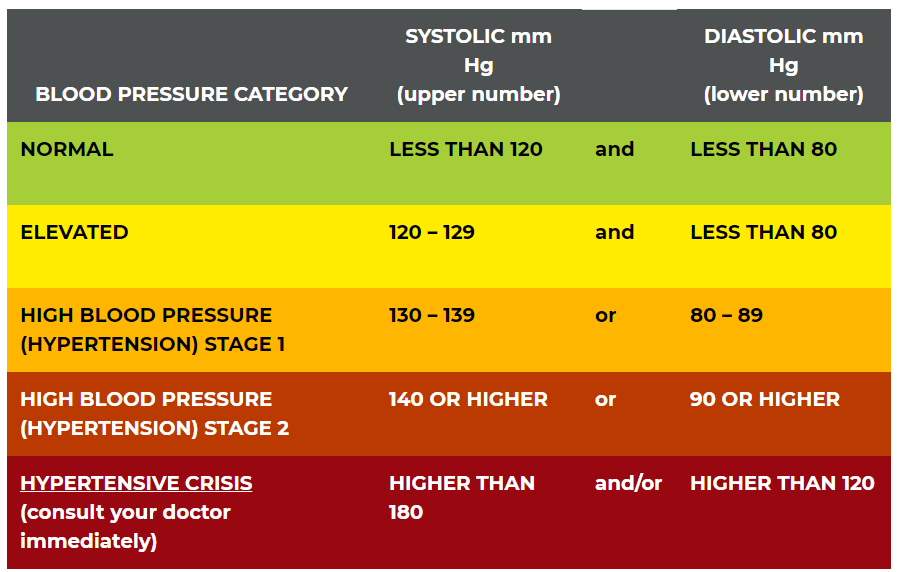 BLOOD PRESSURE CATEGORY
SYSTOLIC mm
Hg
(upper number)
DIASTOLIC mm
Hg
(lower number)
NORMAL LESS THAN 120 and LESS THAN 80
ELEVATED 120 – 129 and LESS THAN 80
HIGH BLOOD PRESSURE 130 – 139 or 80 – 89
(HYPERTENSION) STAGE 1
HIGH BLOOD PRESSURE 140 OR HIGHER or 90 OR HIGHER
(HYPERTENSION) STAGE 2
HYPERTENSIVE CRISIS HIGHER THAN and/or HIGHER THAN 120
(consult your doctor 180
immediately)